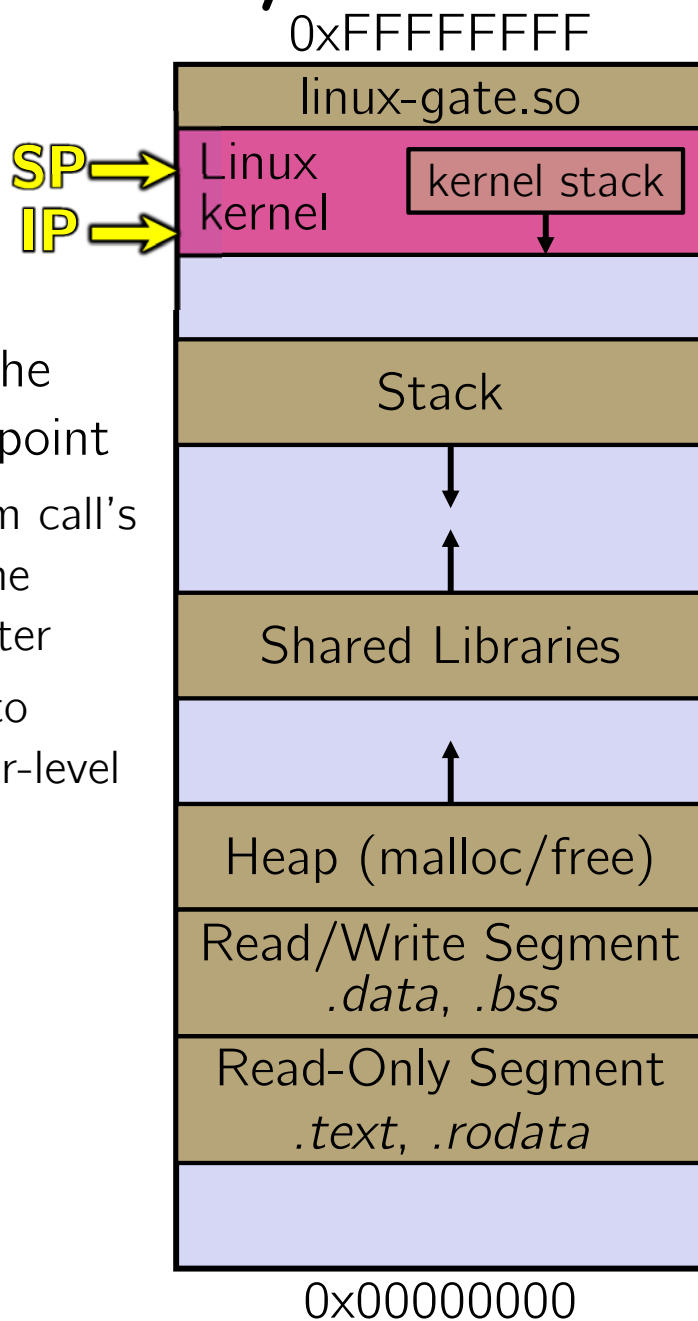 0xFFFFFFFF
linux-gate.so
SP
IP
Linux
kernel
kernel stack
he
point
Stack
m call's
ne
ter
to
r-level
Shared Libraries
Heap (malloc/free)
Read/Write Segment
.data, .bss
Read-Only Segment
.text, .rodata
0x00000000